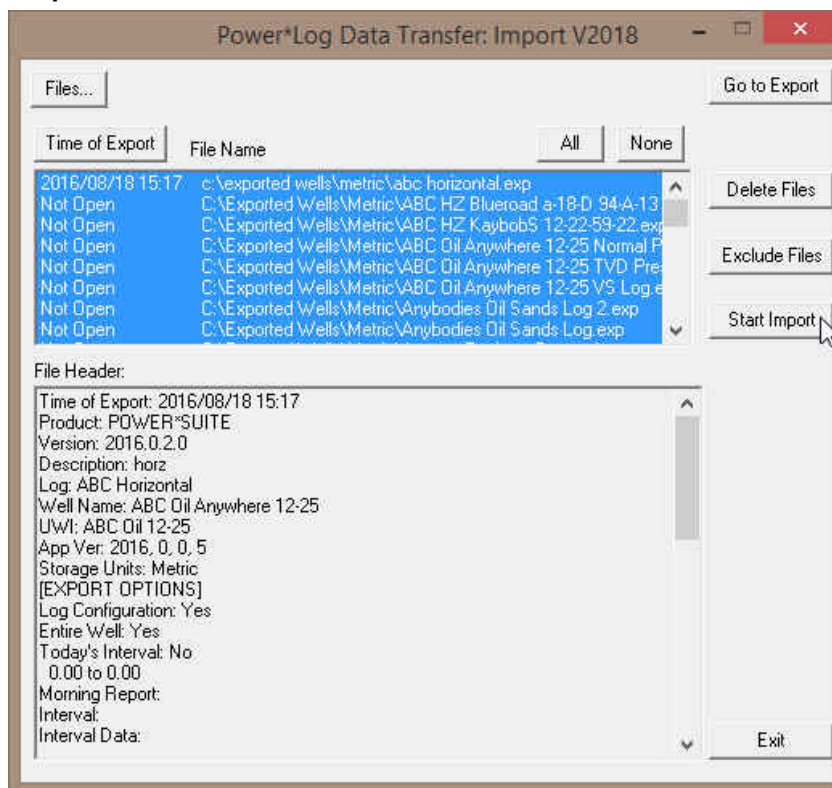 Power*Log Data Transfer: Import V2018
Files...
Go to Export
Time of Export
File Name
All
None
2016/08/18 15:17 c:\exported wells\metric\abc horizontal.exp
Not Open C:\Exported Wells\Metric\ABC HZ Blueroad a-18-D 94-A-13
Not Open C:\Exported Wells\Metric\ABC HZ KaybobS 12-22-59-22.exp
Not Open C:\Exported Wells\Metric\ABC Oil Anywhere 12-25 Normal P
Not Open C:\Exported Wells\Metric\ABC Oil Anywhere 12-25 TVD Pre
Not Open C:\Exported Wells\Metric\ABC Oil Anywhere 12-25 VS Log.e
Not Open C:\Exported Wells\Metric\Anybodies Oil Sands Log 2.exp
Not Open C:\Exported Wells\Metric\Anybodies Oil Sands Log.exp
Delete Files
Exclude Files
Start Import
File Header:
Time of Export: 2016/08/18 15:17
Product: POWER*SUITE
Version: 2016.0.2.0
Description: horz
Log: ABC Horizontal
Well Name: ABC Oil Anywhere 12-25
UWI: ABC Oil 12-25
App Ver: 2016, 0, 0, 5
Storage Units: Metric
[EXPORT OPTIONS]
Log Configuration: Yes
Entire Well: Yes
Today's Interval: No
0.00 to 0.00
Morning Report:
Interval:
Interval Data:
Exit